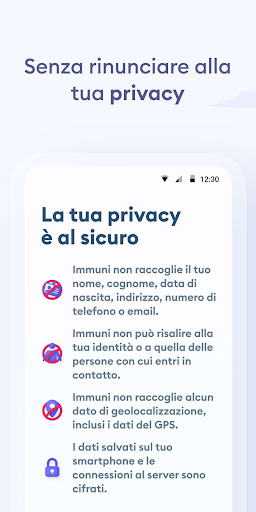 Senza rinunciare alla
tua privacy
12:30
La tua privacy
è al sicuro
Immuni non raccoglie il tuo
nome, cognome, data di
nascita, indirizzo, numero di
telefono o email.
Immuni non può risalire alla
tua identità o a quella delle
persone con cui entri in
contatto.
Immuni non raccoglie alcun
dato di geolocalizzazione,
inclusi i dati del GPS.
I dati salvati sul tuo
smartphone e le
connessioni al server sono
cifrati.